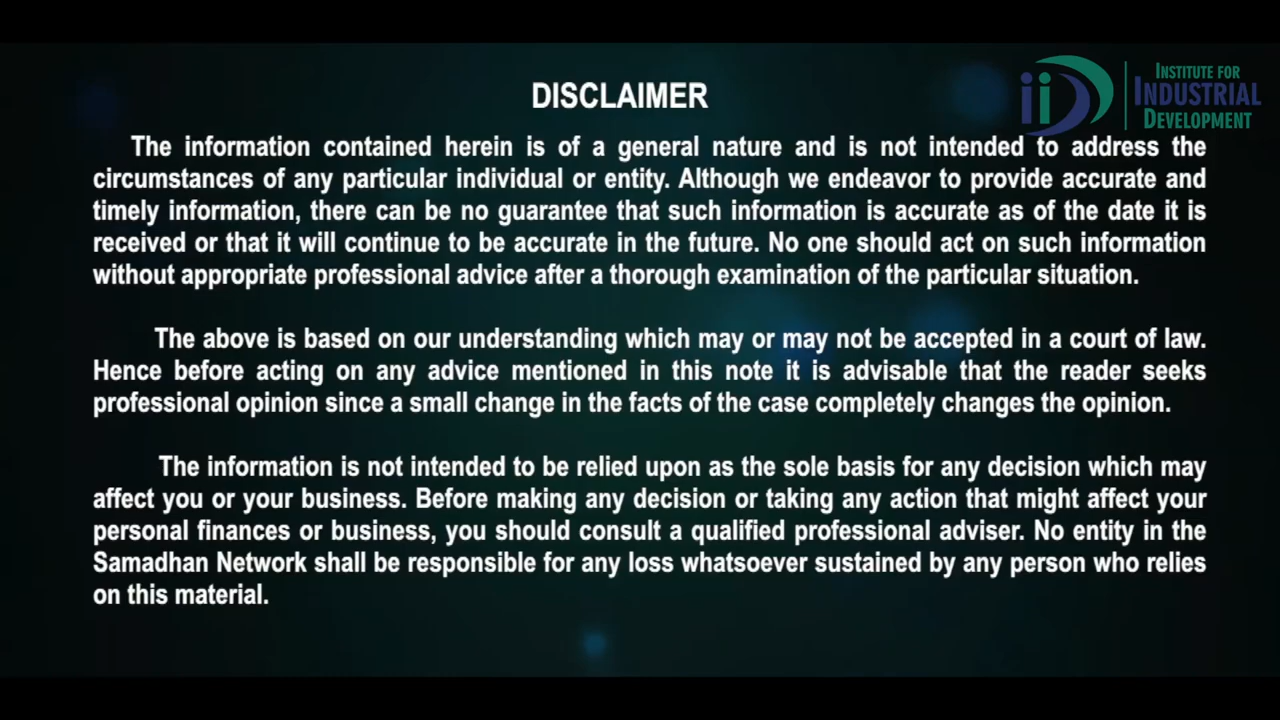 INSTITUTE FOR
INDUSTRIAL
DEVELOPMENT
DISCLAIMER
The information contained herein is of a general nature and is not intended to address the
circumstances of any particular individual or entity. Although we endeavor to provide accurate and
timely information, there can be no guarantee that such information is accurate as of the date it is
received or that it will continue to be accurate in the future. No one should act on such information
without appropriate professional advice after a thorough examination of the particular situation.
The above is based on our understanding which may or may not be accepted in a court of law.
Hence before acting on any advice mentioned in this note it is advisable that the reader seeks
professional opinion since a small change in the facts of the case completely changes the opinion.
The information is not intended to be relied upon as the sole basis for any decision which may
affect you or your business. Before making any decision or taking any action that might affect your
personal finances or business, you should consult a qualified professional adviser. No entity in the
Samadhan Network shall be responsible for any loss whatsoever sustained by any person who relies
on this material.